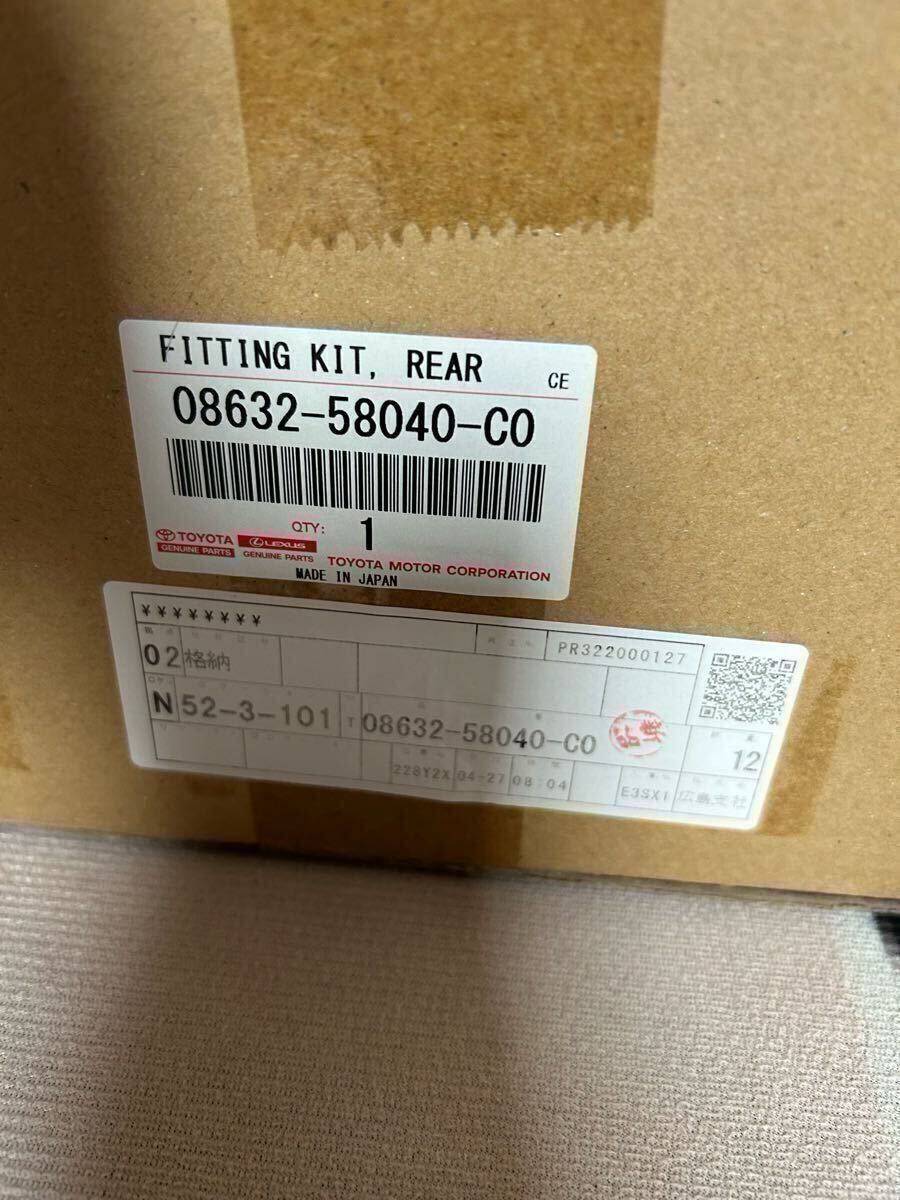 FITTING KIT, REAR
CE
08632-58040-C0
QTY: 1
TOYOTA
GENUINE PARTS
LEXUS
GENUINE PARTS
TOYOTA MOTOR CORPORATION
MADE IN JAPAN
¥¥¥¥¥¥¥¥
PR322000127
02 格納
N 52-3-101 T 08632-58040-C0
12
228Y2X 04-27 08:04
E3SX1 広島支社